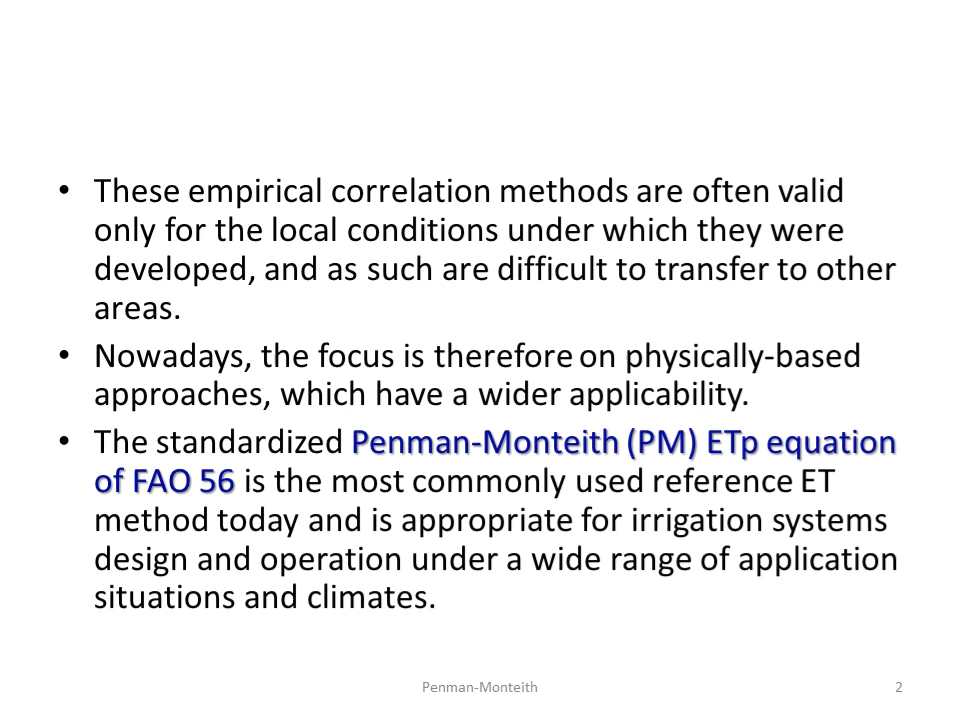 • These empirical correlation methods are often valid
only for the local conditions under which they were
developed, and as such are difficult to transfer to other
areas.
• Nowadays, the focus is therefore on physically-based
approaches, which have a wider applicability.
• The standardized Penman-Monteith (PM) ETp equation
of FAO 56 is the most commonly used reference ET
method today and is appropriate for irrigation systems
design and operation under a wide range of application
situations and climates.
Penman-Monteith
2